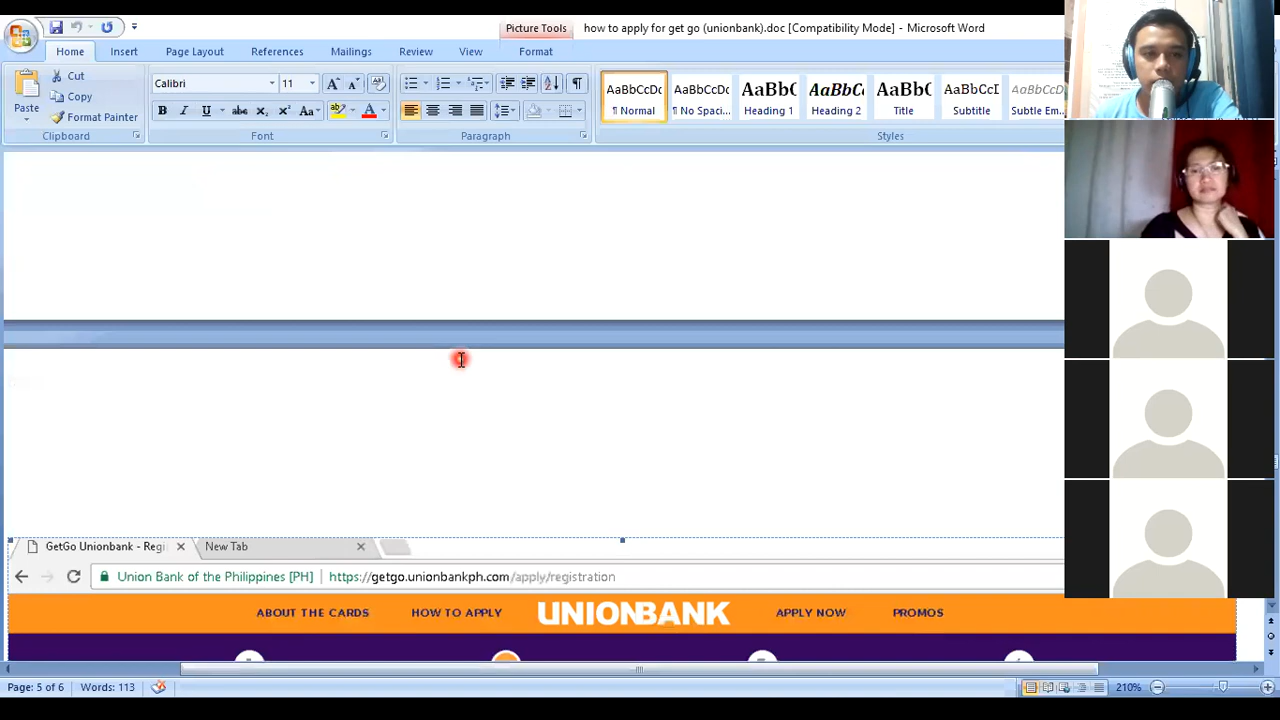 Picture Tools
how to apply for get go (unionbank).doc [Compatibility Mode] - Microsoft Word
Home Insert Page Layout References Mailings Review View Format
Paste
Cut
Copy
Format Painter
Clipboard
Calibri 11
B I U abc X₂ X² Aa
Font
Paragraph
AaBbCcDc AaBbCcDc AaBbC AaBbCc AaBbC AaBbCcI AaBbCcD
¶ Normal ¶ No Spaci... Heading 1 Heading 2 Title Subtitle Subtle Em...
Styles
GetGo Unionbank - Regi New Tab
Union Bank of the Philippines [PH] https://getgo.unionbankph.com/apply/registration
ABOUT THE CARDS HOW TO APPLY UNIONBANK APPLY NOW PROMOS
Page: 5 of 6 Words: 113 210%